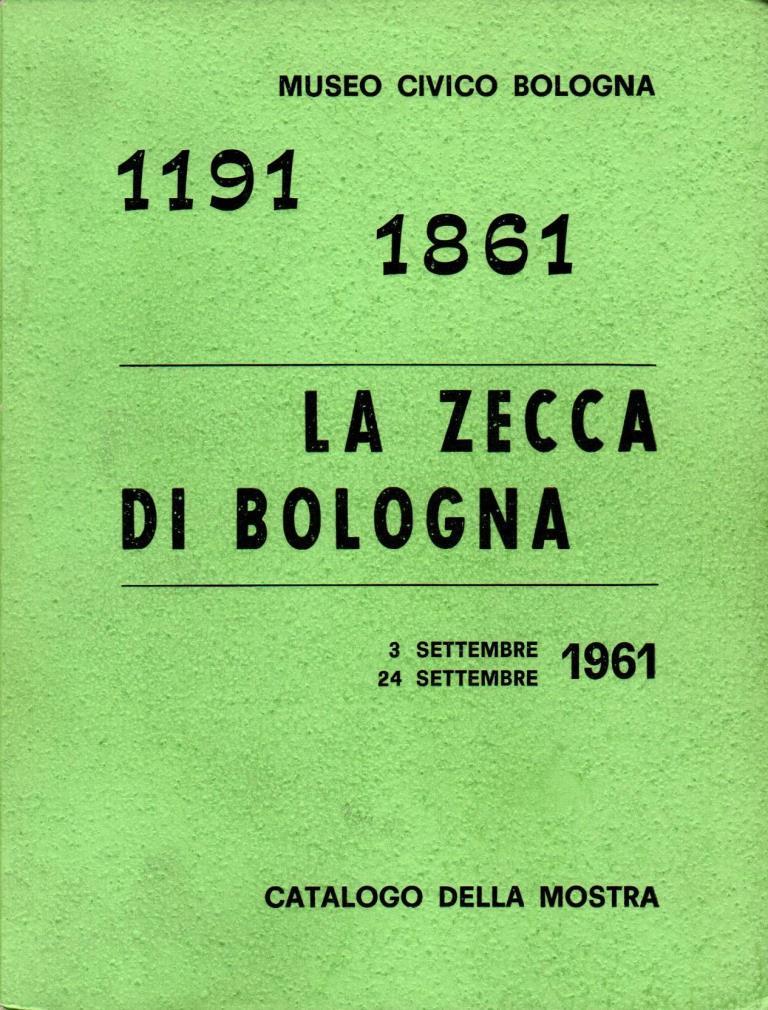 MUSEO CIVICO BOLOGNA
1191
1861
LA ZECCA
DI BOLOGNA
3 SETTEMBRE
24 SETTEMBRE 1961
CATALOGO DELLA MOSTRA